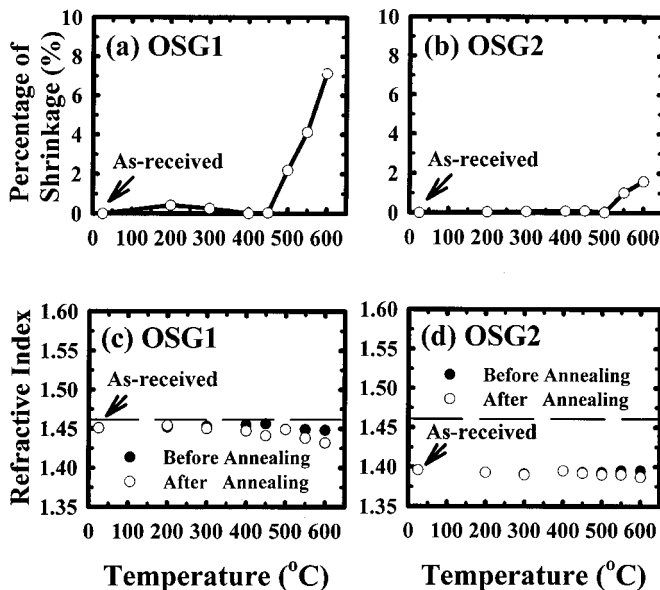 Percentage of
Shrinkage (%)
(a) OSG1
As-received
10
8
6
4
2
0
0 100 200 300 400 500 600
(b) OSG2
As-received
10
8
6
4
2
0
0 100 200 300 400 500 600
Refractive Index
(c) OSG1
As-received
Before Annealing
After Annealing
1.60
1.55
1.50
1.45
1.40
1.35
0 100 200 300 400 500 600
Temperature (°C)
(d) OSG2
Before Annealing
After Annealing
As-received
1.60
1.55
1.50
1.45
1.40
1.35
0 100 200 300 400 500 600
Temperature (°C)